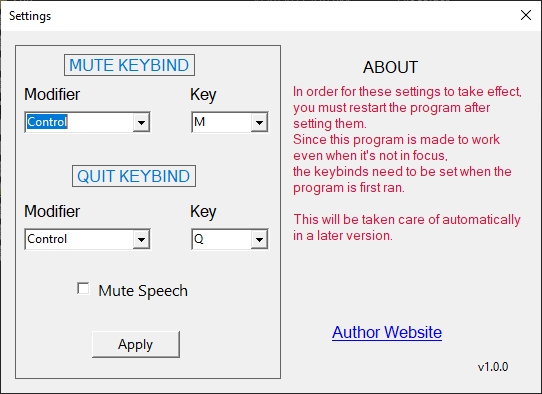 Settings
MUTE KEYBIND
Modifier
Key
Control
M
QUIT KEYBIND
Modifier
Key
Control
Q
Mute Speech
Apply
ABOUT
In order for these settings to take effect,
you must restart the program after
setting them.
Since this program is made to work
even when it's not in focus,
the keybinds need to be set when the
program is first ran.
This will be taken care of automatically
in a later version.
Author Website
v1.0.0